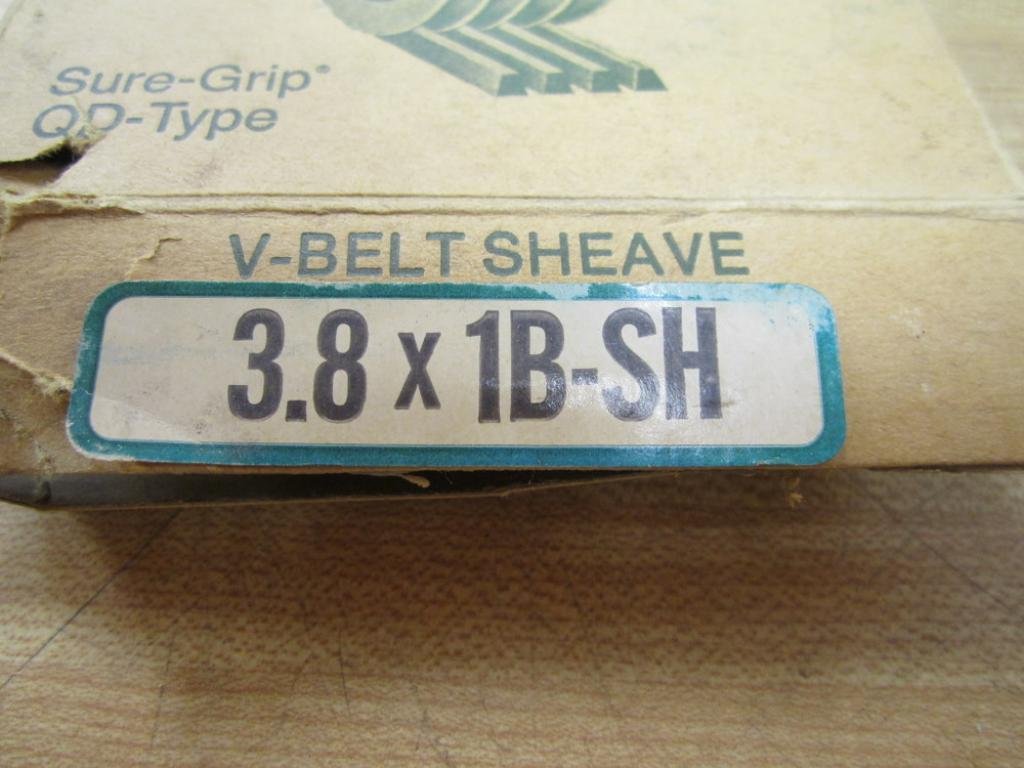 Sure-Grip®
QD-Type
V-BELT SHEAVE
3.8 x 1B-SH